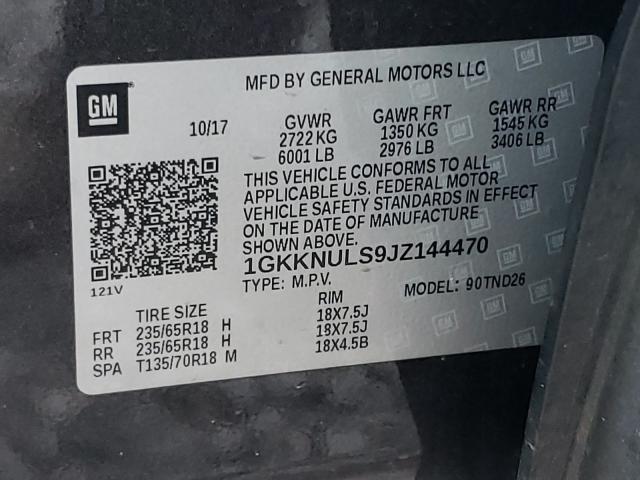 GM
MFD BY GENERAL MOTORS LLC
10/17 GVWR GAWR FRT GAWR RR
2722 KG 1350 KG 1545 KG
6001 LB 2976 LB 3406 LB
THIS VEHICLE CONFORMS TO ALL
APPLICABLE U.S. FEDERAL MOTOR
VEHICLE SAFETY STANDARDS IN EFFECT
ON THE DATE OF MANUFACTURE
SHOWN ABOVE.
1GKKNULS9JZ144470
121V TYPE: M.P.V. MODEL: 90TND26
TIRE SIZE RIM
FRT 235/65R18 H 18X7.5J
RR 235/65R18 H 18X7.5J
SPA T135/70R18 M 18X4.5B